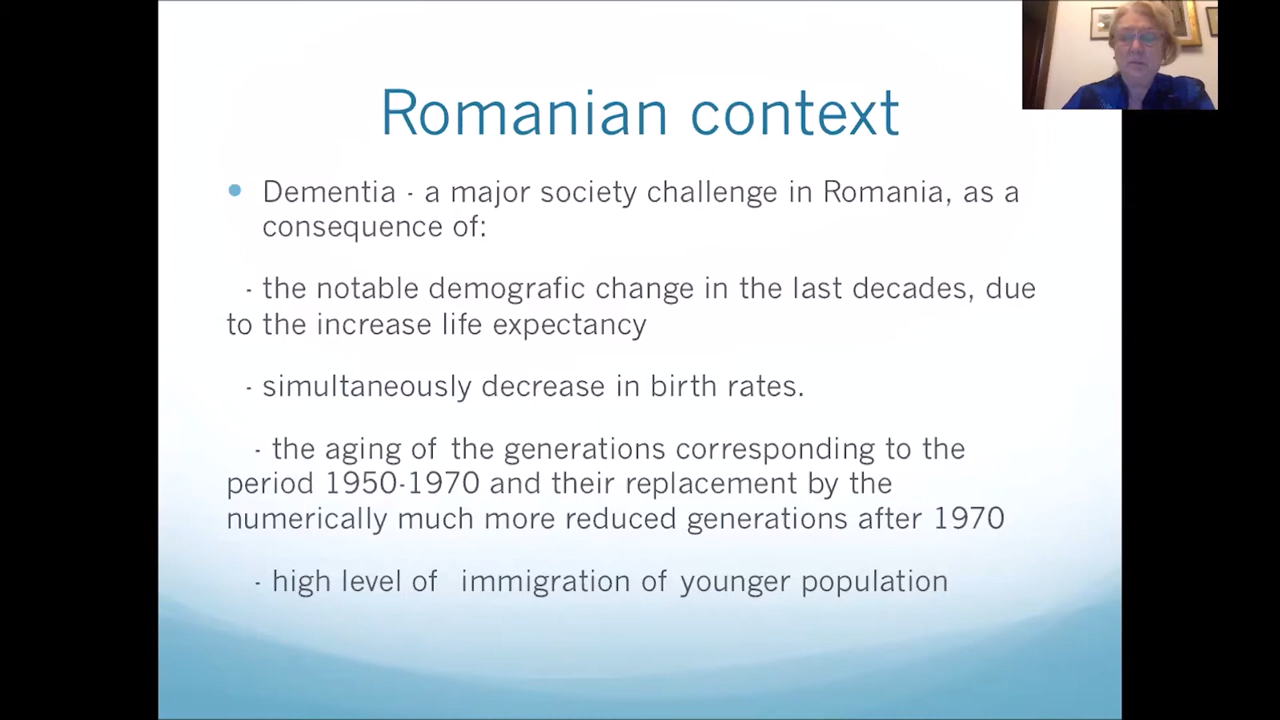 Romanian context
• Dementia - a major society challenge in Romania, as a
consequence of:
- the notable demografic change in the last decades, due
to the increase life expectancy
- simultaneously decrease in birth rates.
- the aging of the generations corresponding to the
period 1950-1970 and their replacement by the
numerically much more reduced generations after 1970
- high level of immigration of younger population